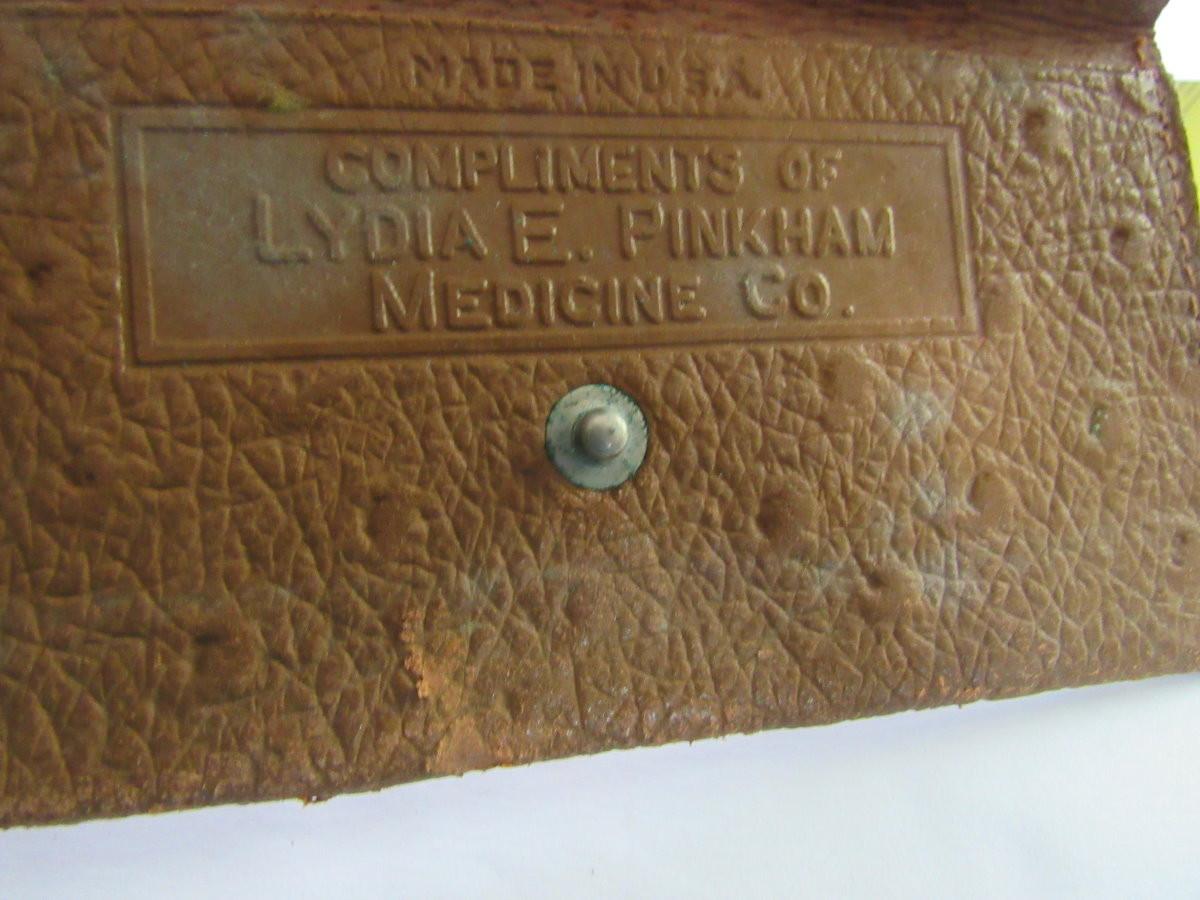 MADE IN U.S.A.
COMPLIMENTS OF
LYDIA E. PINKHAM
MEDICINE CO.